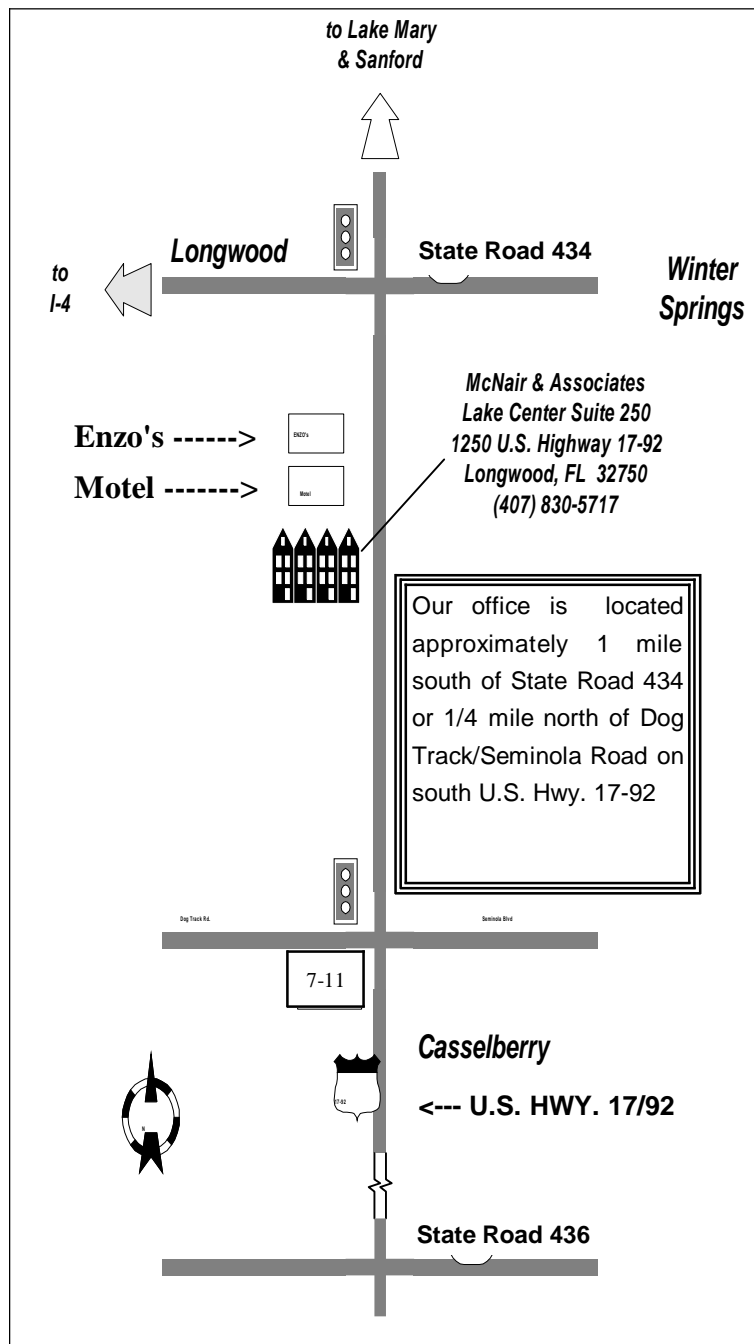 to Lake Mary
& Sanford
Longwood
State Road 434
to
I-4
Winter
Springs
McNair & Associates
Lake Center Suite 250
1250 U.S. Highway 17-92
Longwood, FL  32750
(407) 830-5717
Enzo's ------>
ENZO's
Motel ------->
Motel
Our office is located
approximately 1 mile
south of State Road 434
or 1/4 mile north of Dog
Track/Seminola Road on
south U.S. Hwy. 17-92
Dog Track Rd.
Seminola Blvd
7-11
Casselberry
17-92
<--- U.S. HWY. 17/92
N
State Road 436